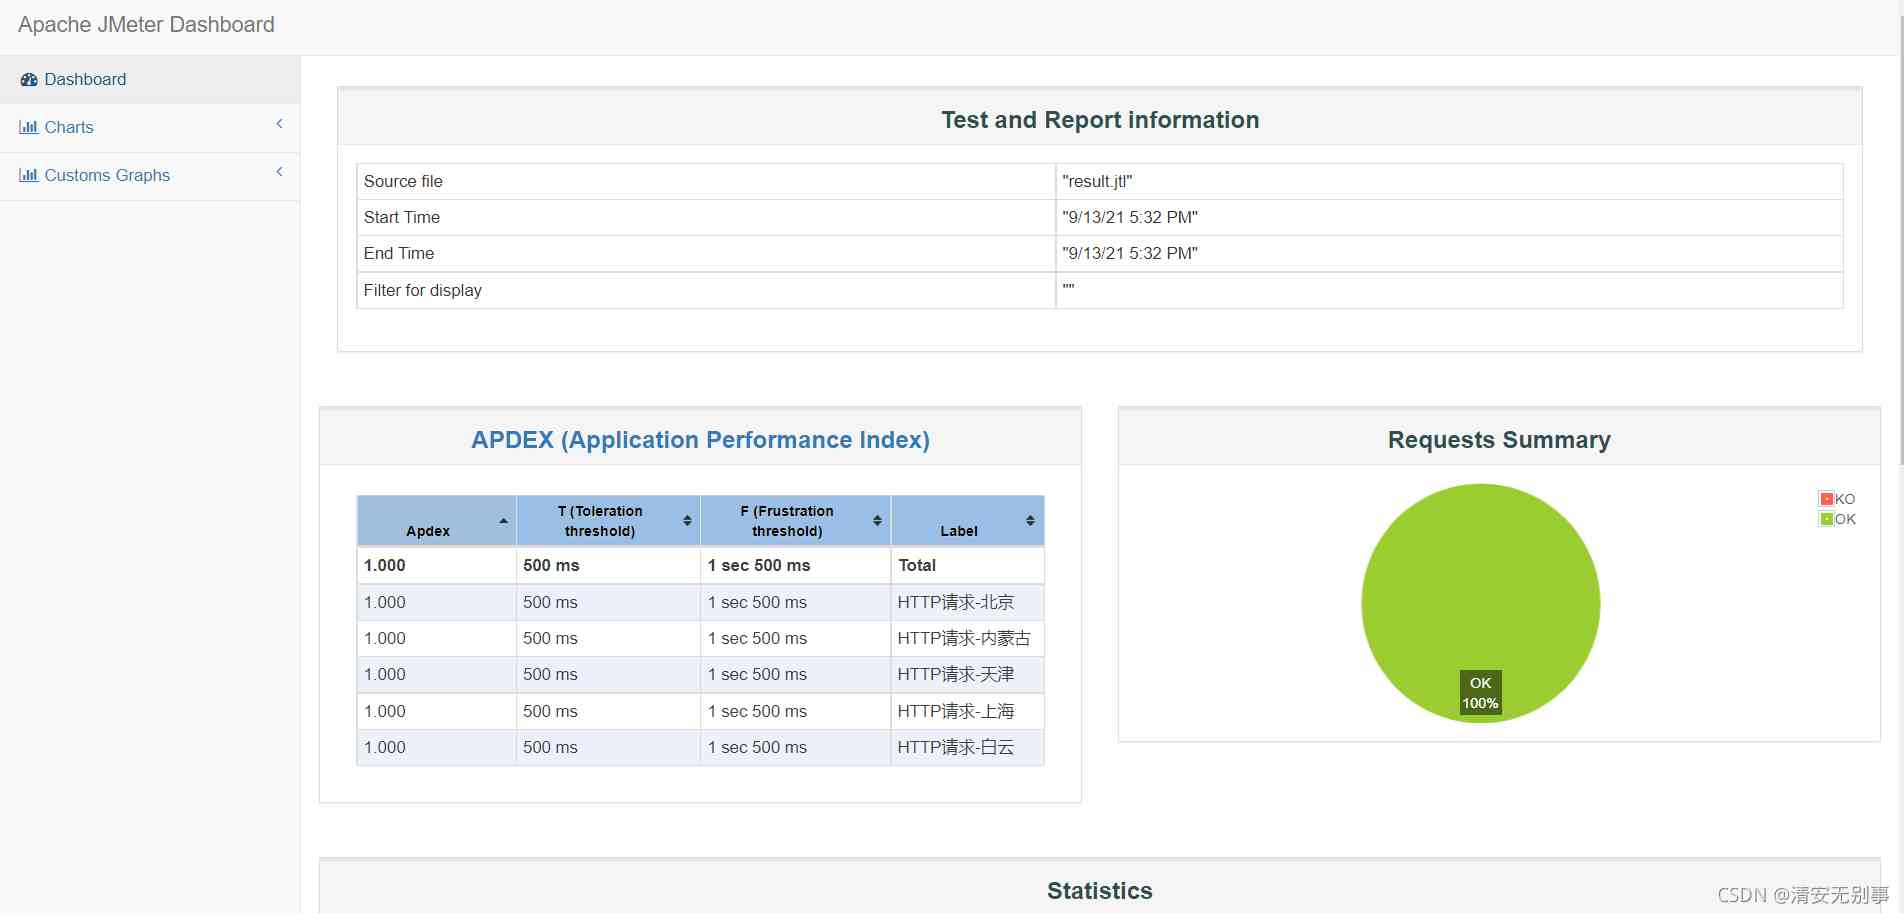 Apache JMeter Dashboard
Dashboard
Charts
Customs Graphs
Test and Report information
Source file "result.jtl"
Start Time "9/13/21 5:32 PM"
End Time "9/13/21 5:32 PM"
Filter for display ""
APDEX (Application Performance Index)
Apdex T (Toleration threshold) F (Frustration threshold) Label
1.000 500 ms 1 sec 500 ms Total
1.000 500 ms 1 sec 500 ms HTTP请求-北京
1.000 500 ms 1 sec 500 ms HTTP请求-内蒙古
1.000 500 ms 1 sec 500 ms HTTP请求-天津
1.000 500 ms 1 sec 500 ms HTTP请求-上海
1.000 500 ms 1 sec 500 ms HTTP请求-白云
Requests Summary
KO
OK
OK
100%
Statistics
CSDN @清安无别事